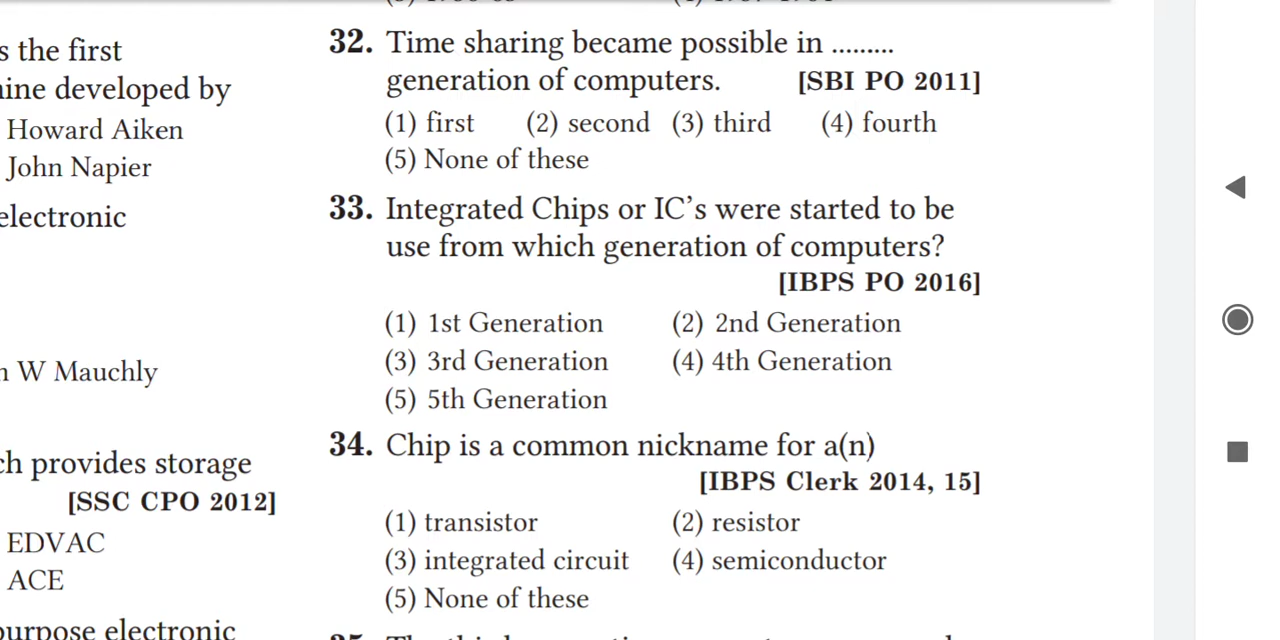 s the first
ine developed by
Howard Aiken
John Napier
electronic
n W Mauchly
ch provides storage
[SSC CPO 2012]
EDVAC
ACE
purpose electronic
32. Time sharing became possible in .........
generation of computers. [SBI PO 2011]
(1) first (2) second (3) third (4) fourth
(5) None of these
33. Integrated Chips or IC’s were started to be
use from which generation of computers?
[IBPS PO 2016]
(1) 1st Generation (2) 2nd Generation
(3) 3rd Generation (4) 4th Generation
(5) 5th Generation
34. Chip is a common nickname for a(n)
[IBPS Clerk 2014, 15]
(1) transistor (2) resistor
(3) integrated circuit (4) semiconductor
(5) None of these